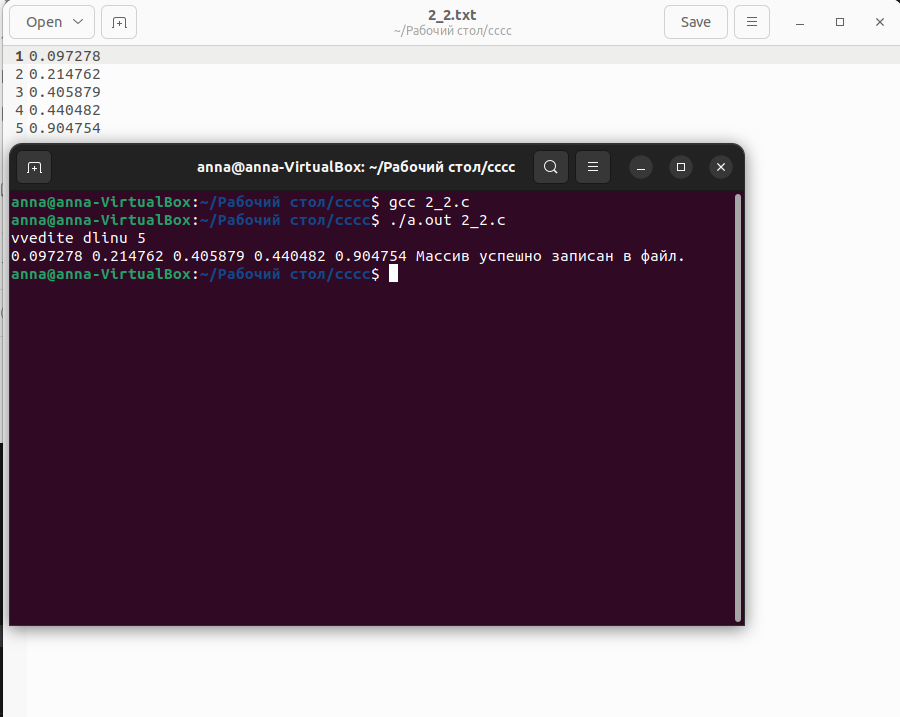 Open
2_2.txt
~/Рабочий стол/сссс
Save
1 0.097278
2 0.214762
3 0.405879
4 0.440482
5 0.904754
anna@anna-VirtualBox: ~/Рабочий стол/сссс
anna@anna-VirtualBox:~/Рабочий стол/сссс$ gcc 2_2.c
anna@anna-VirtualBox:~/Рабочий стол/сссс$ ./a.out 2_2.c
vvedite dlinu 5
0.097278 0.214762 0.405879 0.440482 0.904754 Массив успешно записан в файл.
anna@anna-VirtualBox:~/Рабочий стол/сссс$